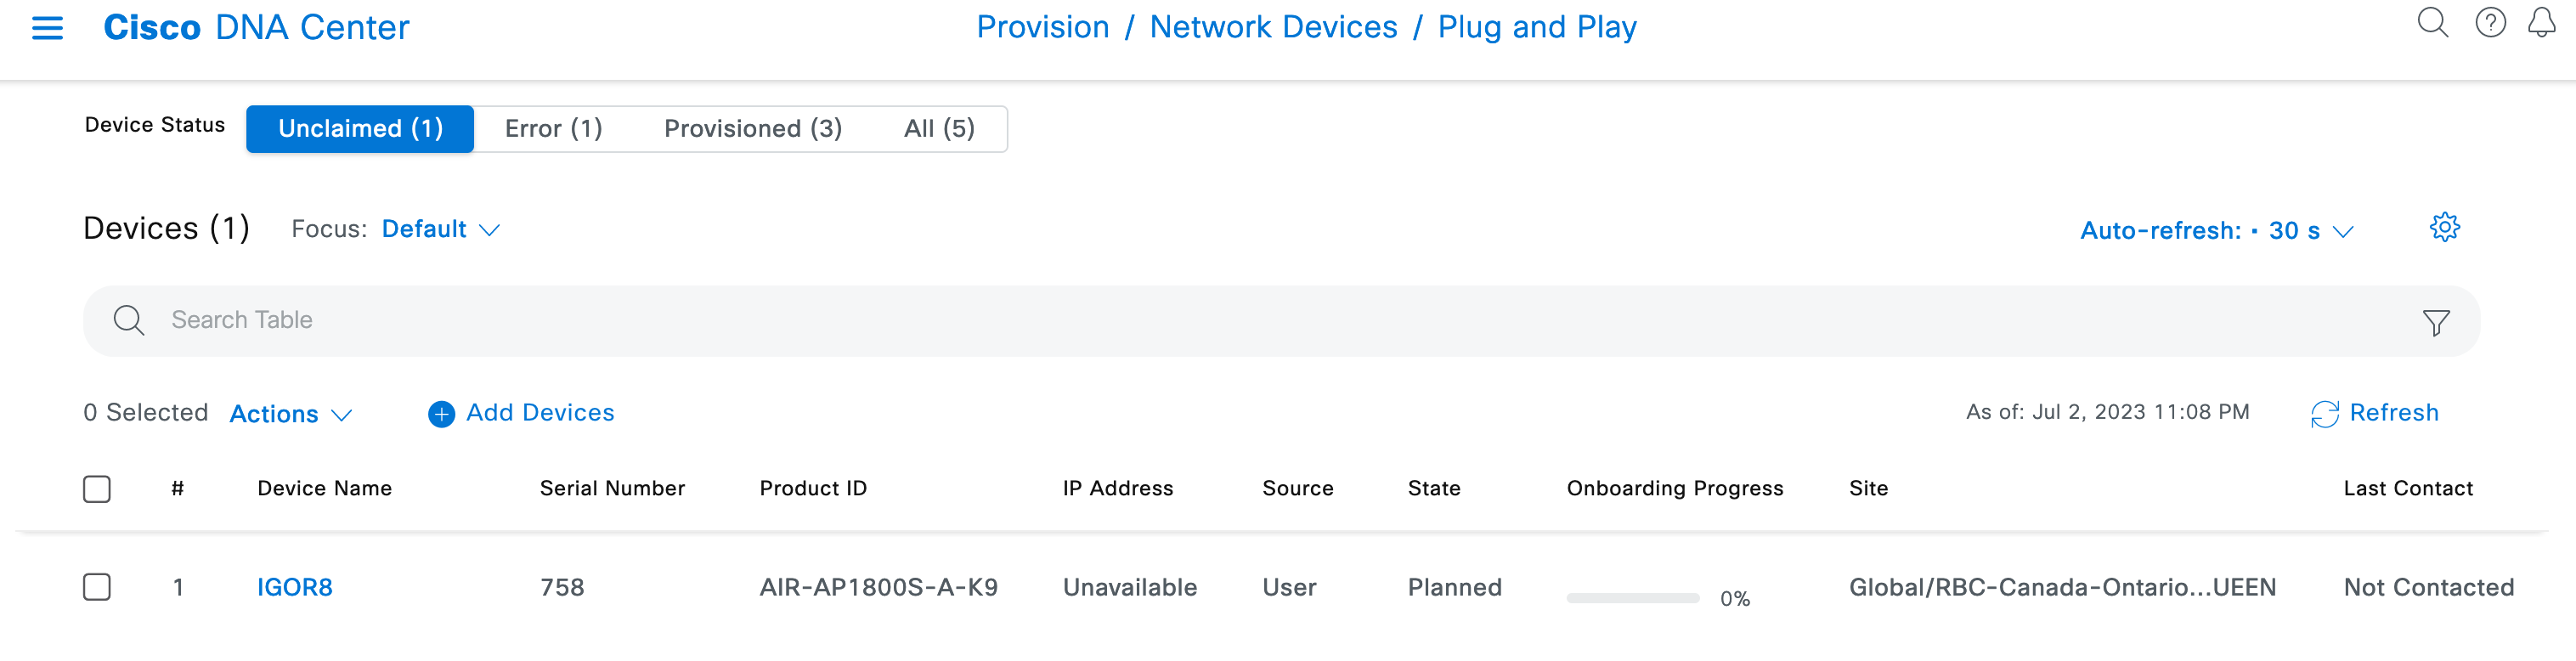 Cisco DNA Center
Provision / Network Devices / Plug and Play
Device Status Unclaimed (1) Error (1) Provisioned (3) All (5)
Devices (1) Focus: Default Auto-refresh: • 30 s
Search Table
0 Selected Actions Add Devices As of: Jul 2, 2023 11:08 PM Refresh
# Device Name Serial Number Product ID IP Address Source State Onboarding Progress Site Last Contact
1 IGOR8 758 AIR-AP1800S-A-K9 Unavailable User Planned 0% Global/RBC-Canada-Ontario...UEEN Not Contacted